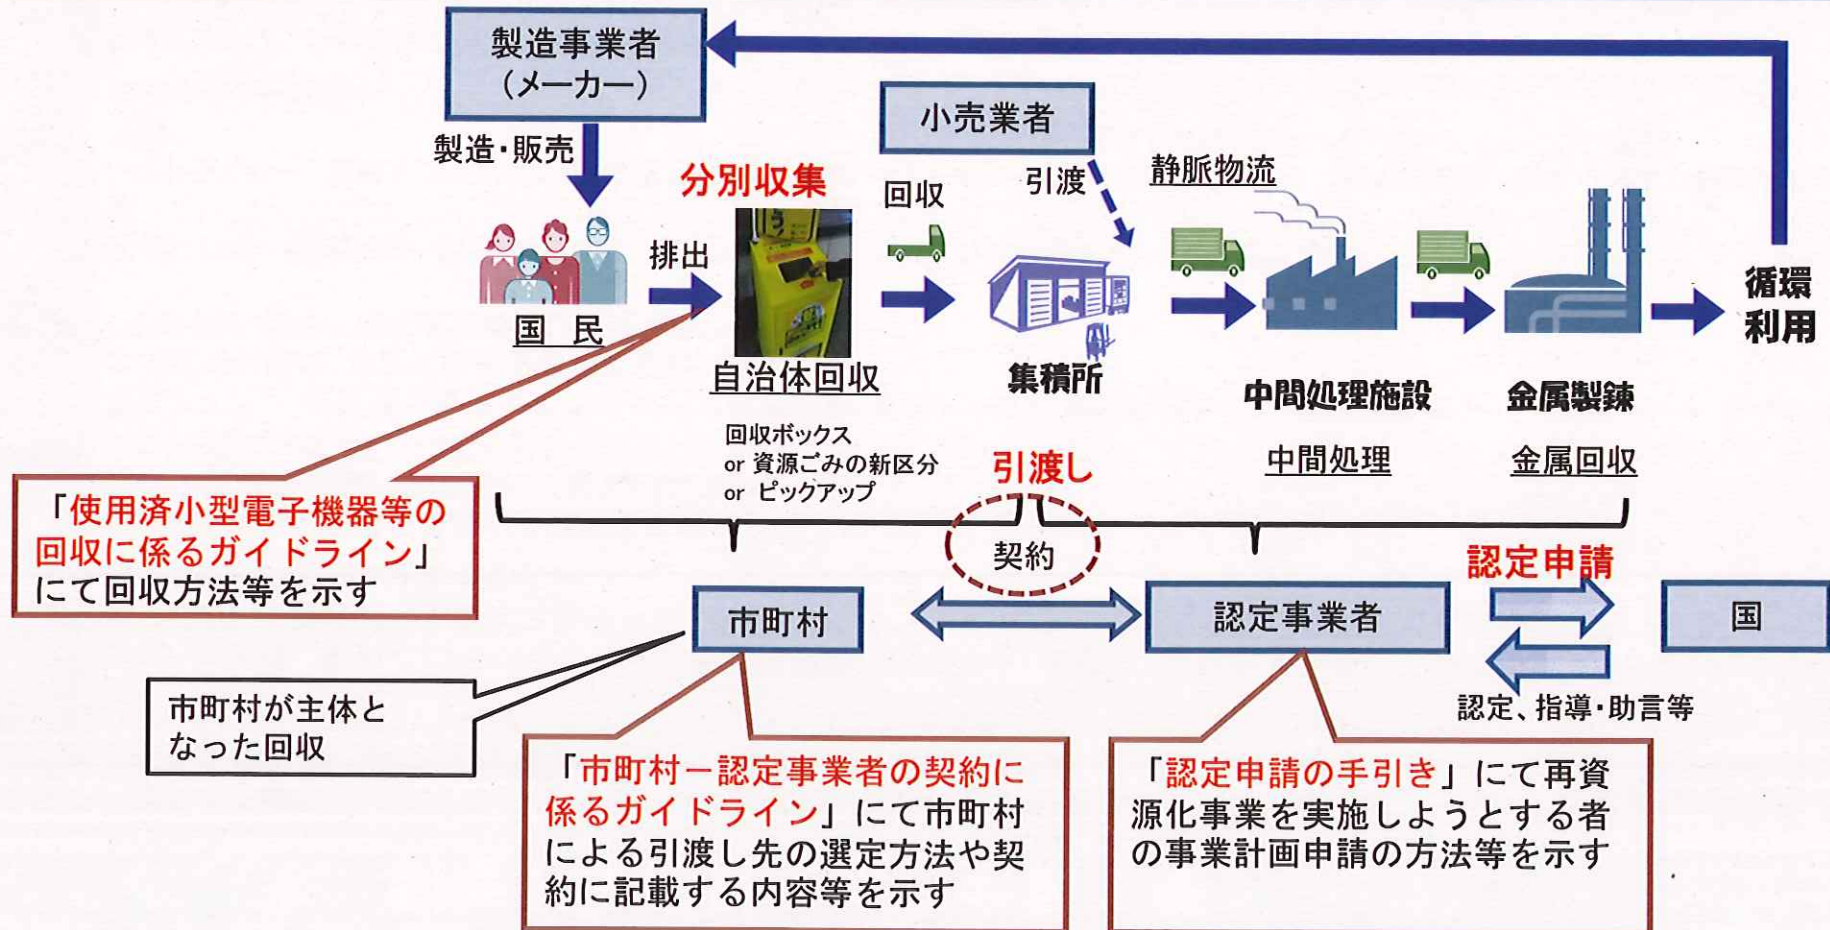 製造事業者
(メーカー)
小売業者
製造・販売
分別収集
回収
引渡
静脈物流
排出
国 民
循環
利用
自治体回収
集積所
中間処理施設
金属製錬
回収ボックス
or 資源ごみの新区分
or ピックアップ
引渡し
中間処理
金属回収
「使用済小型電子機器等の
回収に係るガイドライン」
にて回収方法等を示す
契約
認定申請
市町村
認定事業者
国
認定、指導・助言等
市町村が主体と
なった回収
「市町村－認定事業者の契約に
係るガイドライン」にて市町村
による引渡し先の選定方法や契
約に記載する内容等を示す
「認定申請の手引き」にて再資
源化事業を実施しようとする者
の事業計画申請の方法等を示す